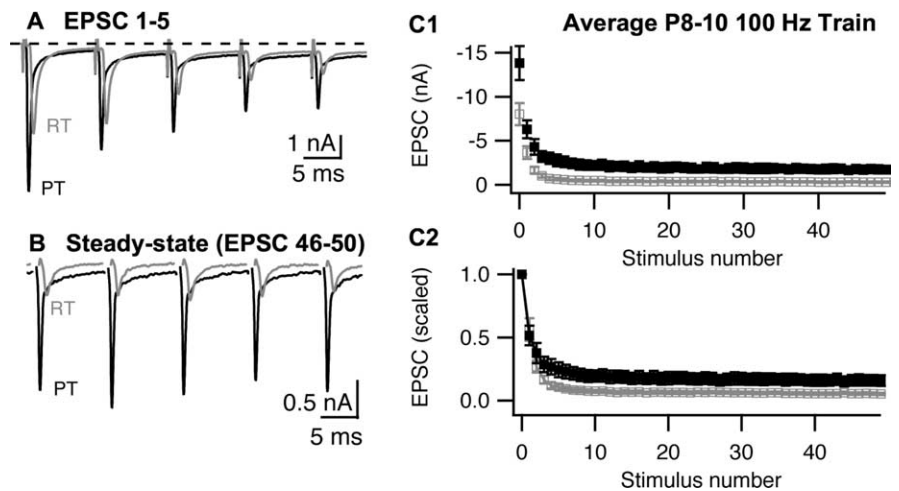 A EPSC 1-5
RT
PT
1 nA
5 ms
B Steady-state (EPSC 46-50)
RT
PT
0.5 nA
5 ms
C1 Average P8-10 100 Hz Train
EPSC (nA)
-15
-10
-5
0
0 10 20 30 40
Stimulus number
C2
EPSC (scaled)
1.0
0.5
0.0
0 10 20 30 40
Stimulus number